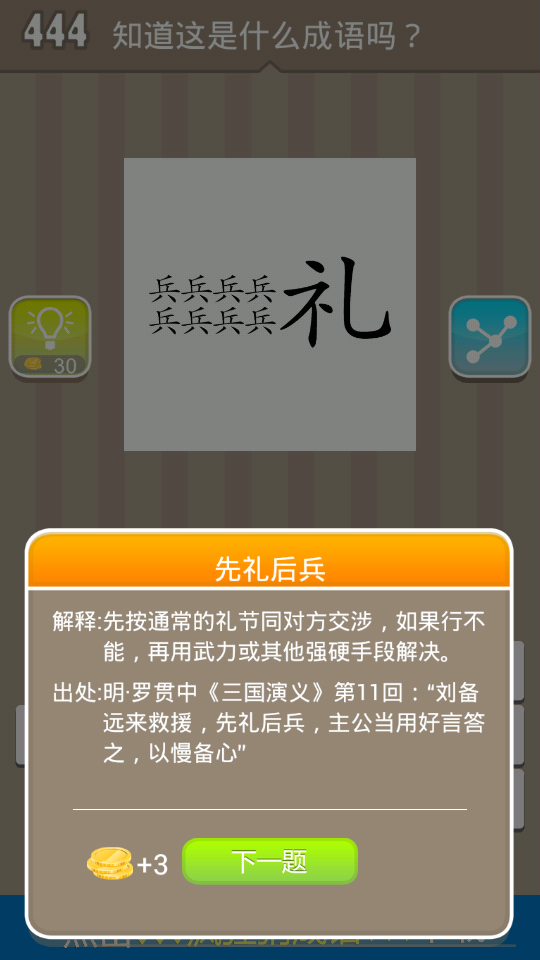 444 知道这是什么成语吗？
兵兵兵兵
兵兵兵兵
礼
30
先礼后兵
解释:先按通常的礼节同对方交涉，如果行不
能，再用武力或其他强硬手段解决。
出处:明·罗贯中《三国演义》第11回：“刘备
远来救援，先礼后兵，主公当用好言答
之，以慢备心”
+3
下一题